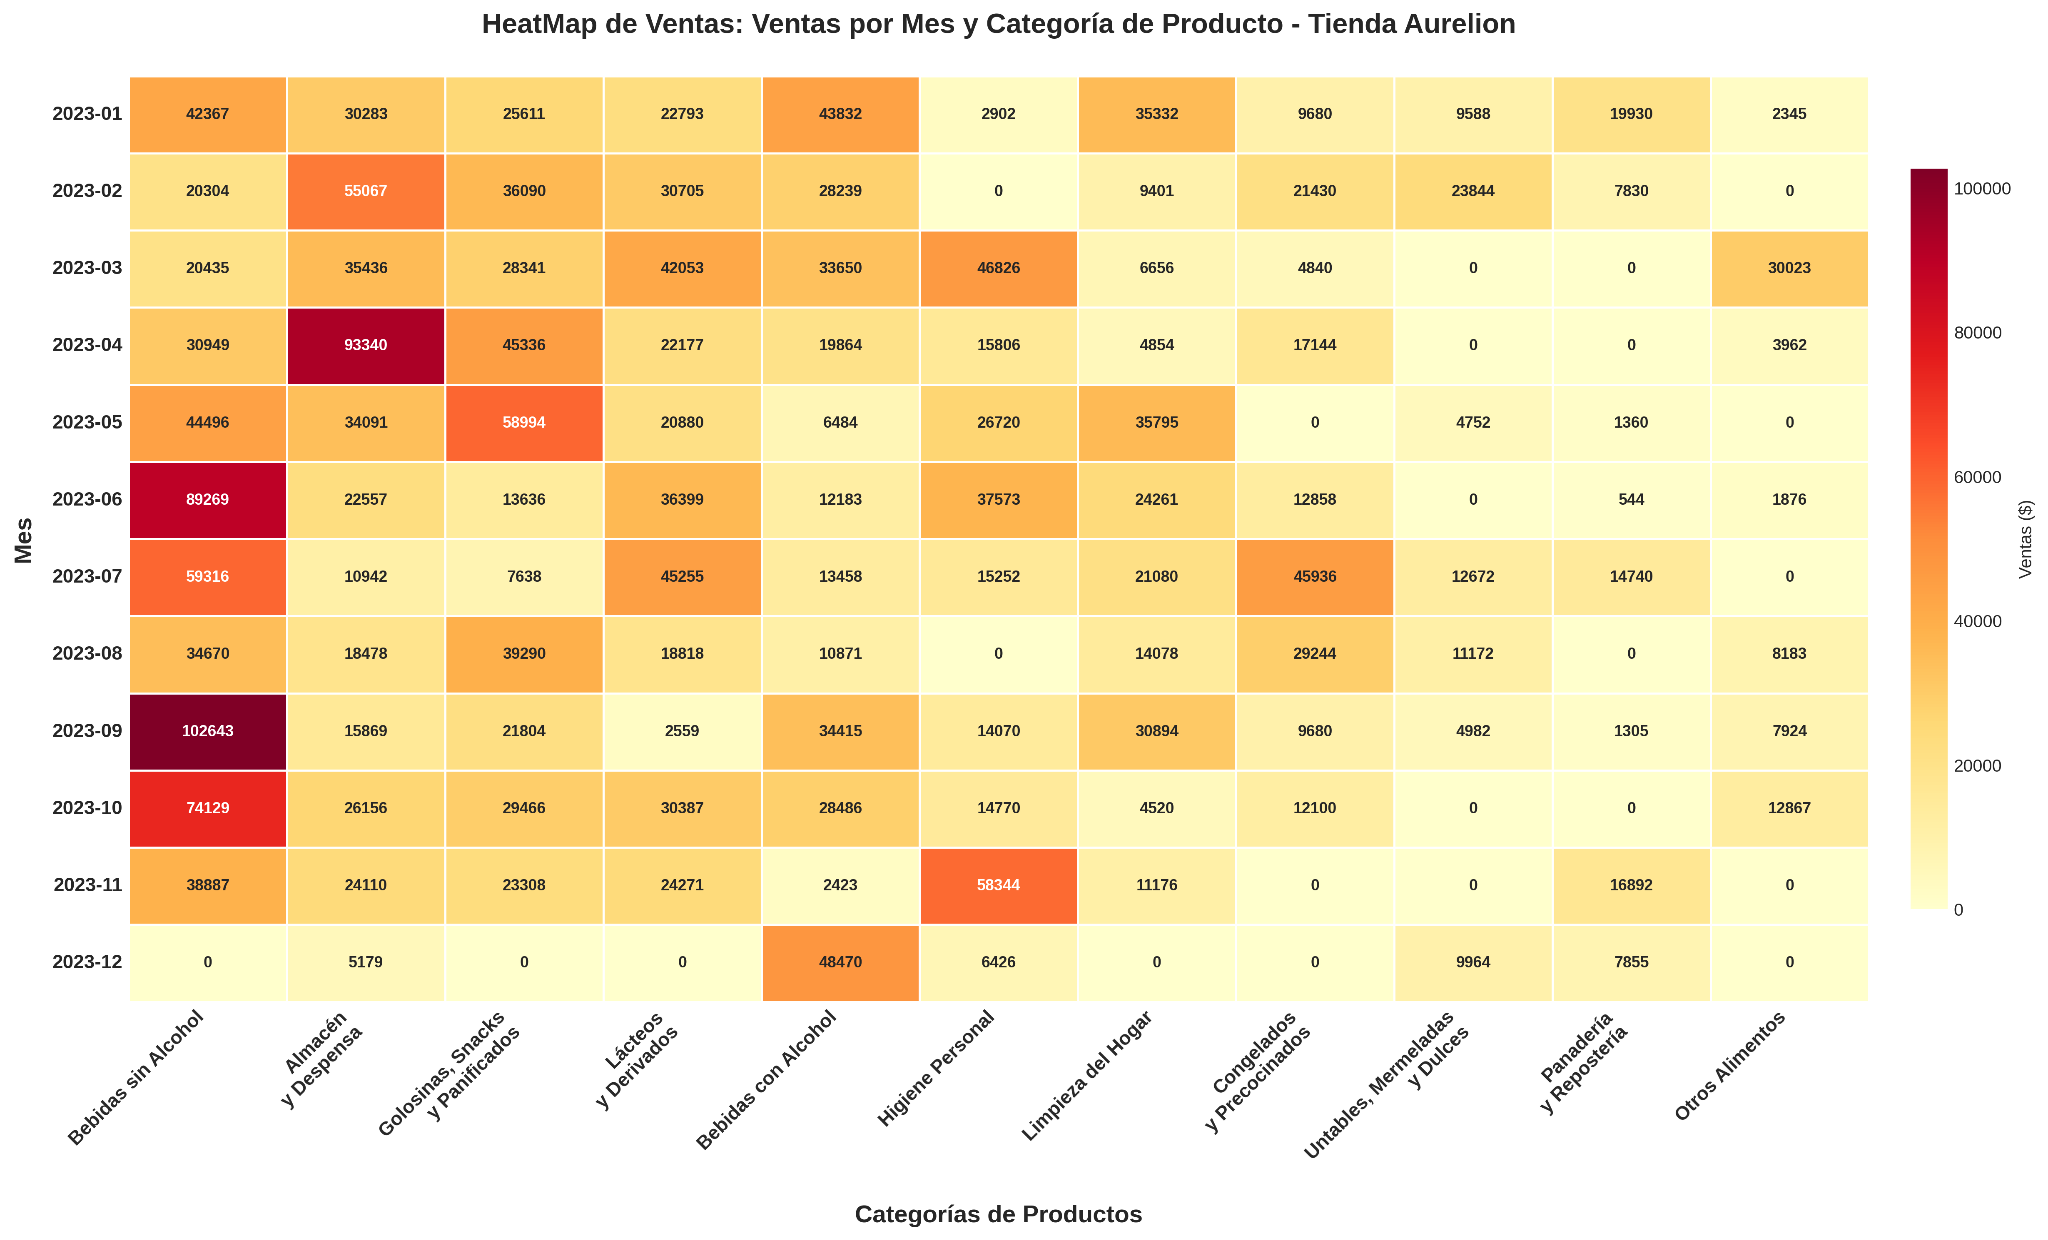 HeatMap de Ventas: Ventas por Mes y Categoría de Producto - Tienda Aurelion
Mes
2023-01 42367 30283 25611 22793 43832 2902 35332 9680 9588 19930 2345
2023-02 20304 55067 36090 30705 28239 0 9401 21430 23844 7830 0
2023-03 20435 35436 28341 42053 33650 46826 6656 4840 0 0 30023
2023-04 30949 93340 45336 22177 19864 15806 4854 17144 0 0 3962
2023-05 44496 34091 58994 20880 6484 26720 35795 0 4752 1360 0
2023-06 89269 22557 13636 36399 12183 37573 24261 12858 0 544 1876
2023-07 59316 10942 7638 45255 13458 15252 21080 45936 12672 14740 0
2023-08 34670 18478 39290 18818 10871 0 14078 29244 11172 0 8183
2023-09 102643 15869 21804 2559 34415 14070 30894 9680 4982 1305 7924
2023-10 74129 26156 29466 30387 28486 14770 4520 12100 0 0 12867
2023-11 38887 24110 23308 24271 2423 58344 11176 0 0 16892 0
2023-12 0 5179 0 0 48470 6426 0 0 9964 7855 0
Bebidas sin Alcohol
Almacén
y Despensa
Golosinas, Snacks
y Panificados
Lácteos
y Derivados
Bebidas con Alcohol
Higiene Personal
Limpieza del Hogar
Congelados
y Precocinados
Untables, Mermeladas
y Dulces
Panadería
y Repostería
Otros Alimentos
Categorías de Productos
100000
80000
60000
40000
20000
0
Ventas ($)